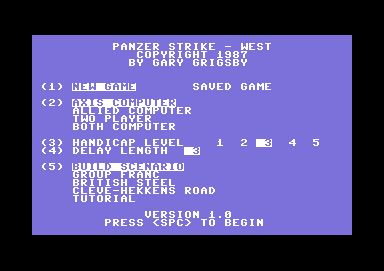 PANZER STRIKE - WEST
COPYRIGHT 1987
BY GARY GRIGSBY
(1) NEW GAME SAVED GAME
(2) AXIS COMPUTER
ALLIED COMPUTER
TWO PLAYER
BOTH COMPUTER
(3) HANDICAP LEVEL 1 2 3 4 5
(4) DELAY LENGTH 3
(5) BUILD SCENARIO
GROUP FRANC
BRITISH STEEL
CLEVE-HEKKENS ROAD
TUTORIAL
VERSION 1.0
PRESS <SPC> TO BEGIN